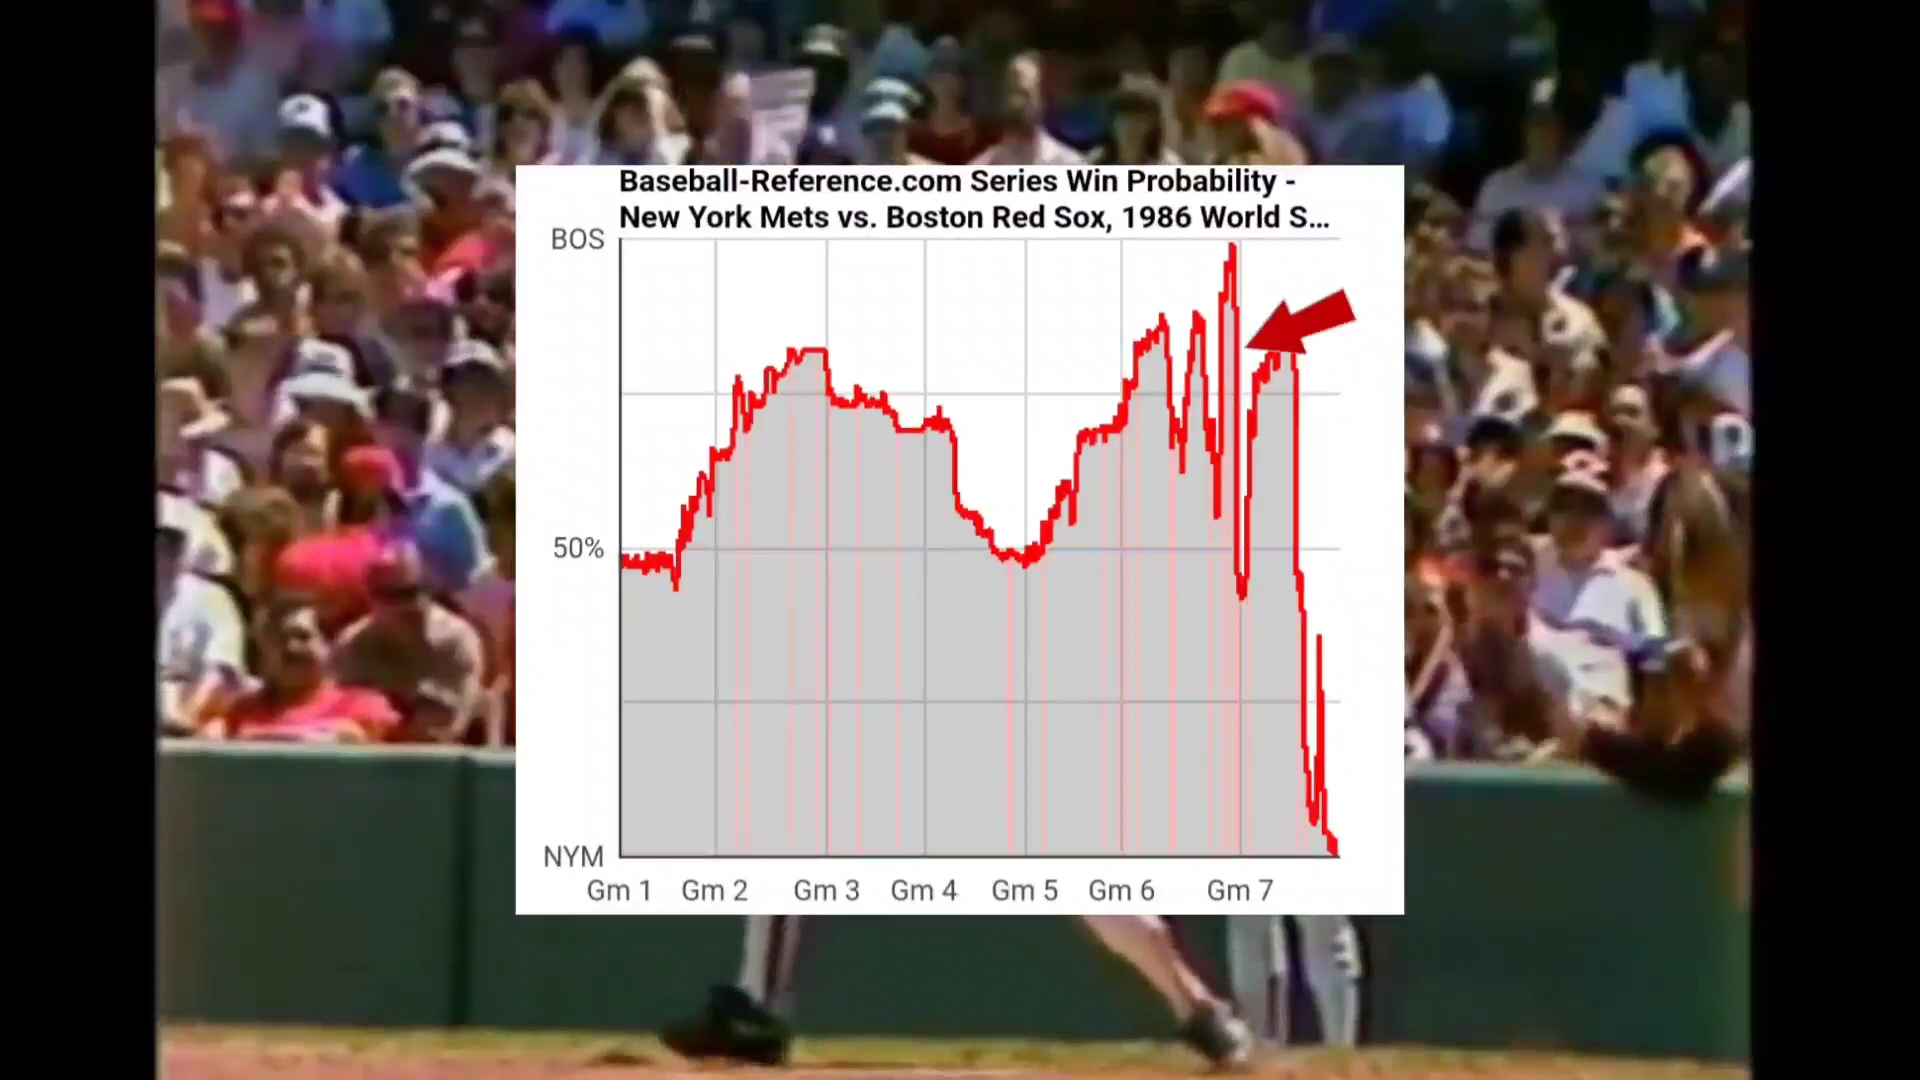 Baseball-Reference.com Series Win Probability -
New York Mets vs. Boston Red Sox, 1986 World S...
BOS
50%
NYM
Gm 1 Gm 2 Gm 3 Gm 4 Gm 5 Gm 6 Gm 7